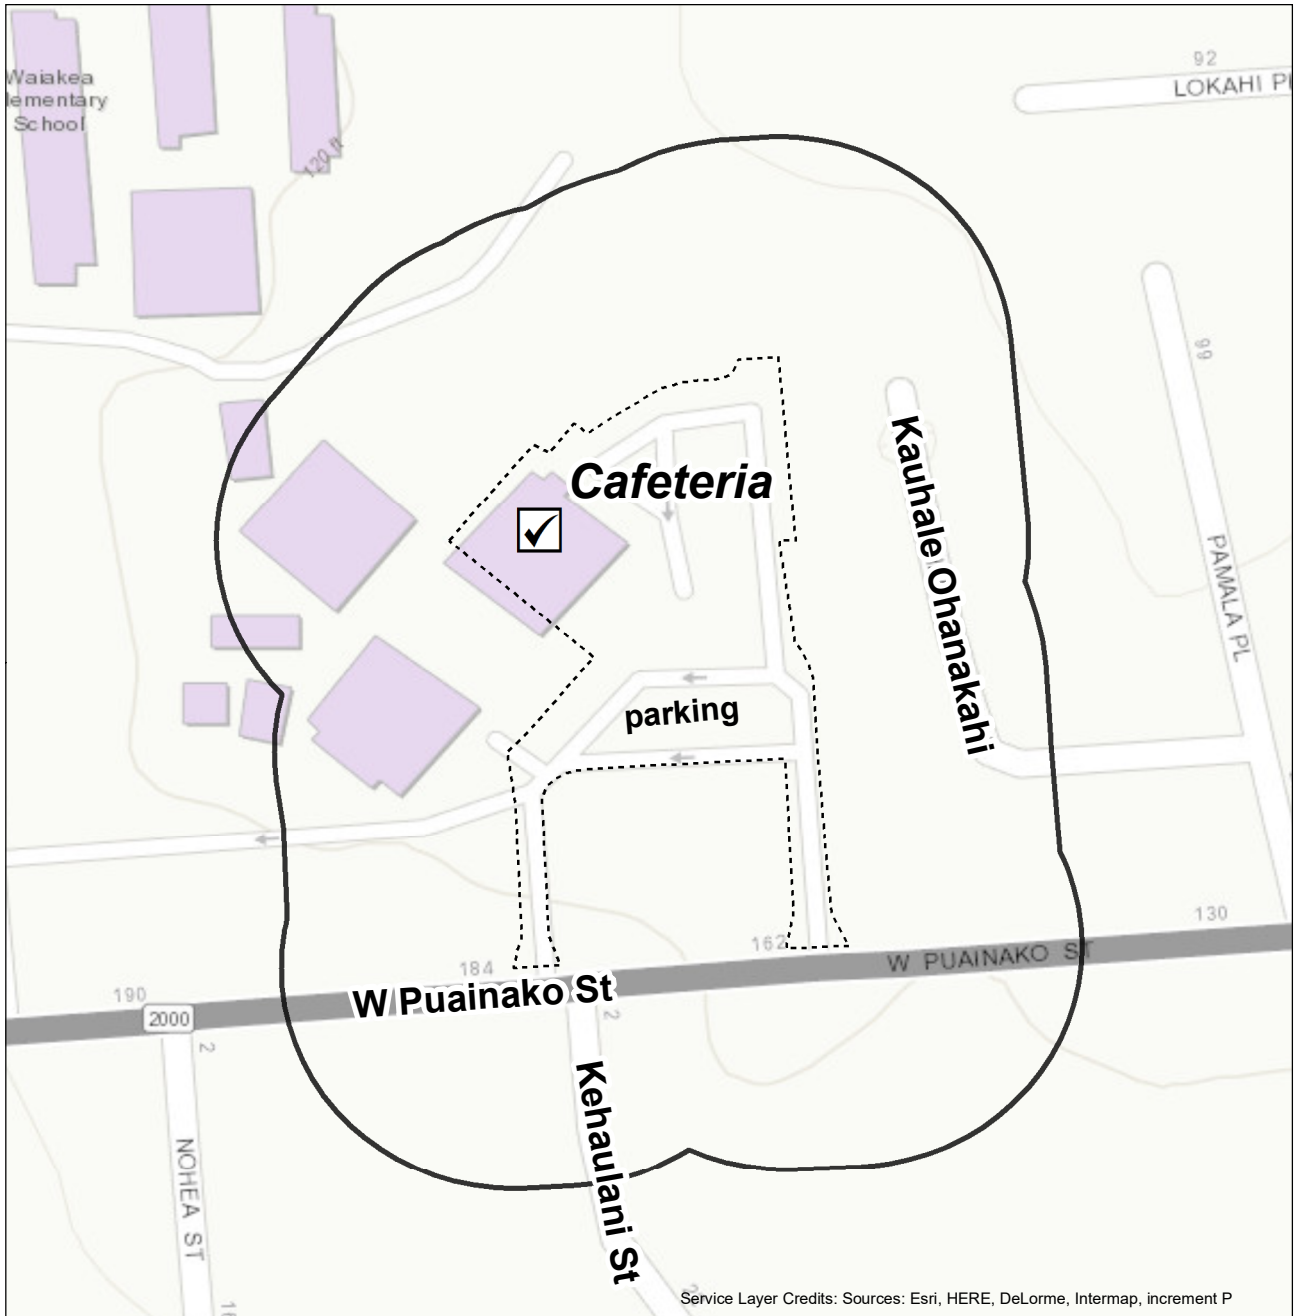 92
LOKAHI Pl
Waiakea
lementary
School
120 ft
99
Kauhale Ohanakahi
Cafeteria
PAMALA PL
parking
130
162
W PUAINAKO ST
184
W Puainako St
190
2000
2
2
Kehaulani St
NOHEA ST
Service Layer Credits: Sources: Esri, HERE, DeLorme, Intermap, increment P